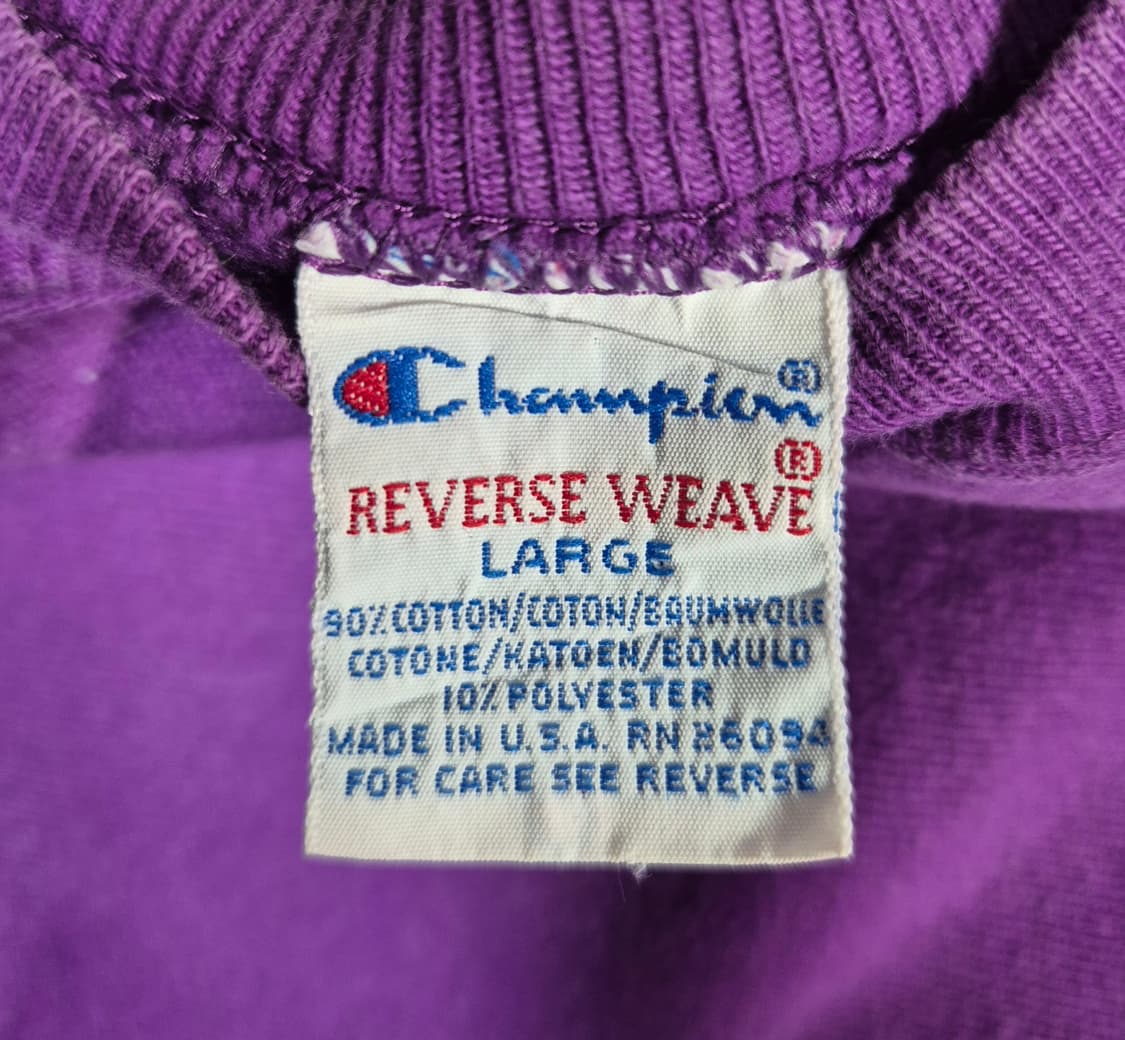 Champion®
REVERSE WEAVE®
LARGE
90% COTTON/COTON/BAUMWOLLE
COTONE/KATOEN/BOMULD
10% POLYESTER
MADE IN U.S.A. RN 26094
FOR CARE SEE REVERSE